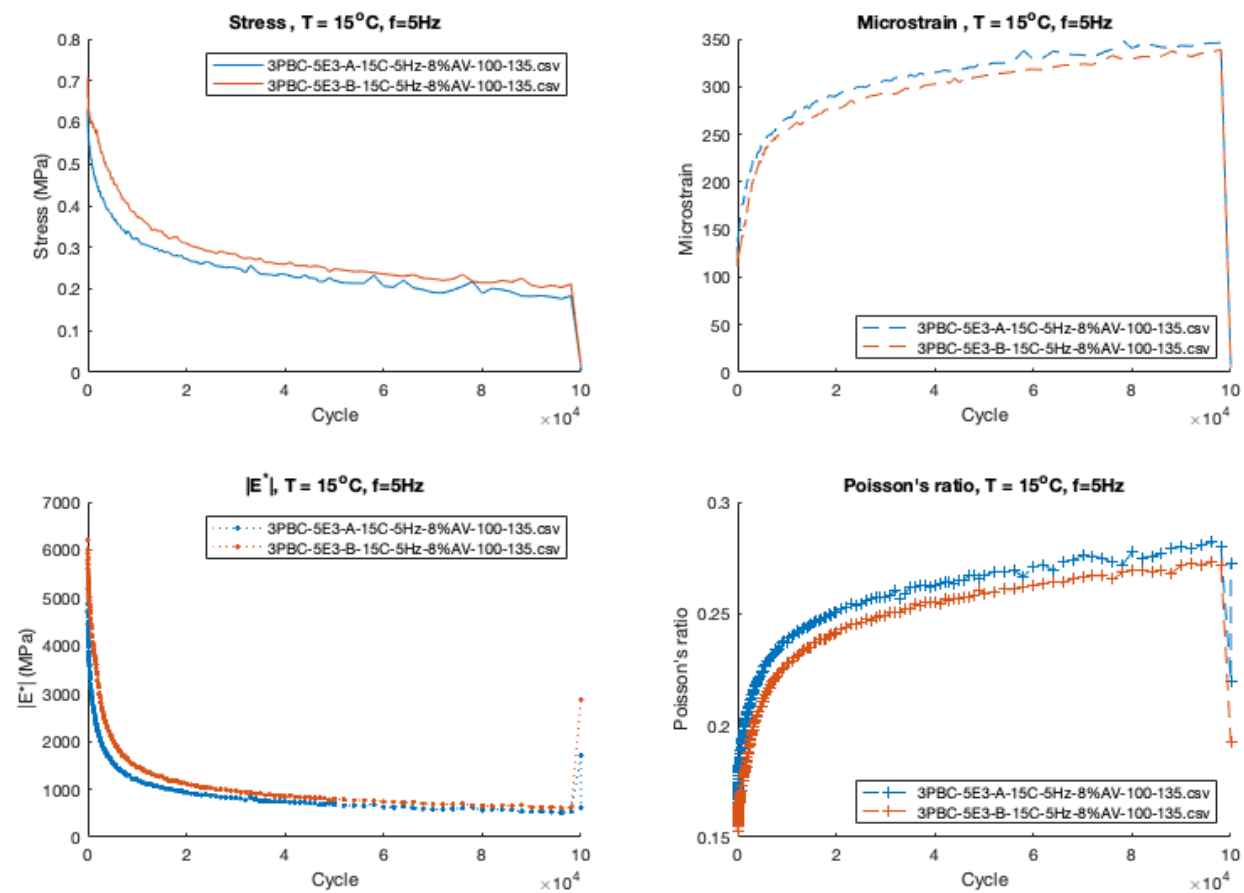 Stress , T = 15°C, f=5Hz
0.8
0.7
0.6
0.5
0.4
0.3
0.2
0.1
0
Stress (MPa)
3PBC-5E3-A-15C-5Hz-8%AV-100-135.csv
3PBC-5E3-B-15C-5Hz-8%AV-100-135.csv
0 2 4 6 8 10
Cycle
×10⁴
Microstrain , T = 15°C, f=5Hz
350
300
250
200
150
100
50
0
Microstrain
3PBC-5E3-A-15C-5Hz-8%AV-100-135.csv
3PBC-5E3-B-15C-5Hz-8%AV-100-135.csv
0 2 4 6 8 10
Cycle
×10⁴
|E*|, T = 15°C, f=5Hz
7000
6000
5000
4000
3000
2000
1000
0
|E*| (MPa)
3PBC-5E3-A-15C-5Hz-8%AV-100-135.csv
3PBC-5E3-B-15C-5Hz-8%AV-100-135.csv
0 2 4 6 8 10
Cycle
×10⁴
Poisson's ratio, T = 15°C, f=5Hz
0.3
0.25
0.2
0.15
Poisson's ratio
3PBC-5E3-A-15C-5Hz-8%AV-100-135.csv
3PBC-5E3-B-15C-5Hz-8%AV-100-135.csv
0 2 4 6 8 10
Cycle
×10⁴